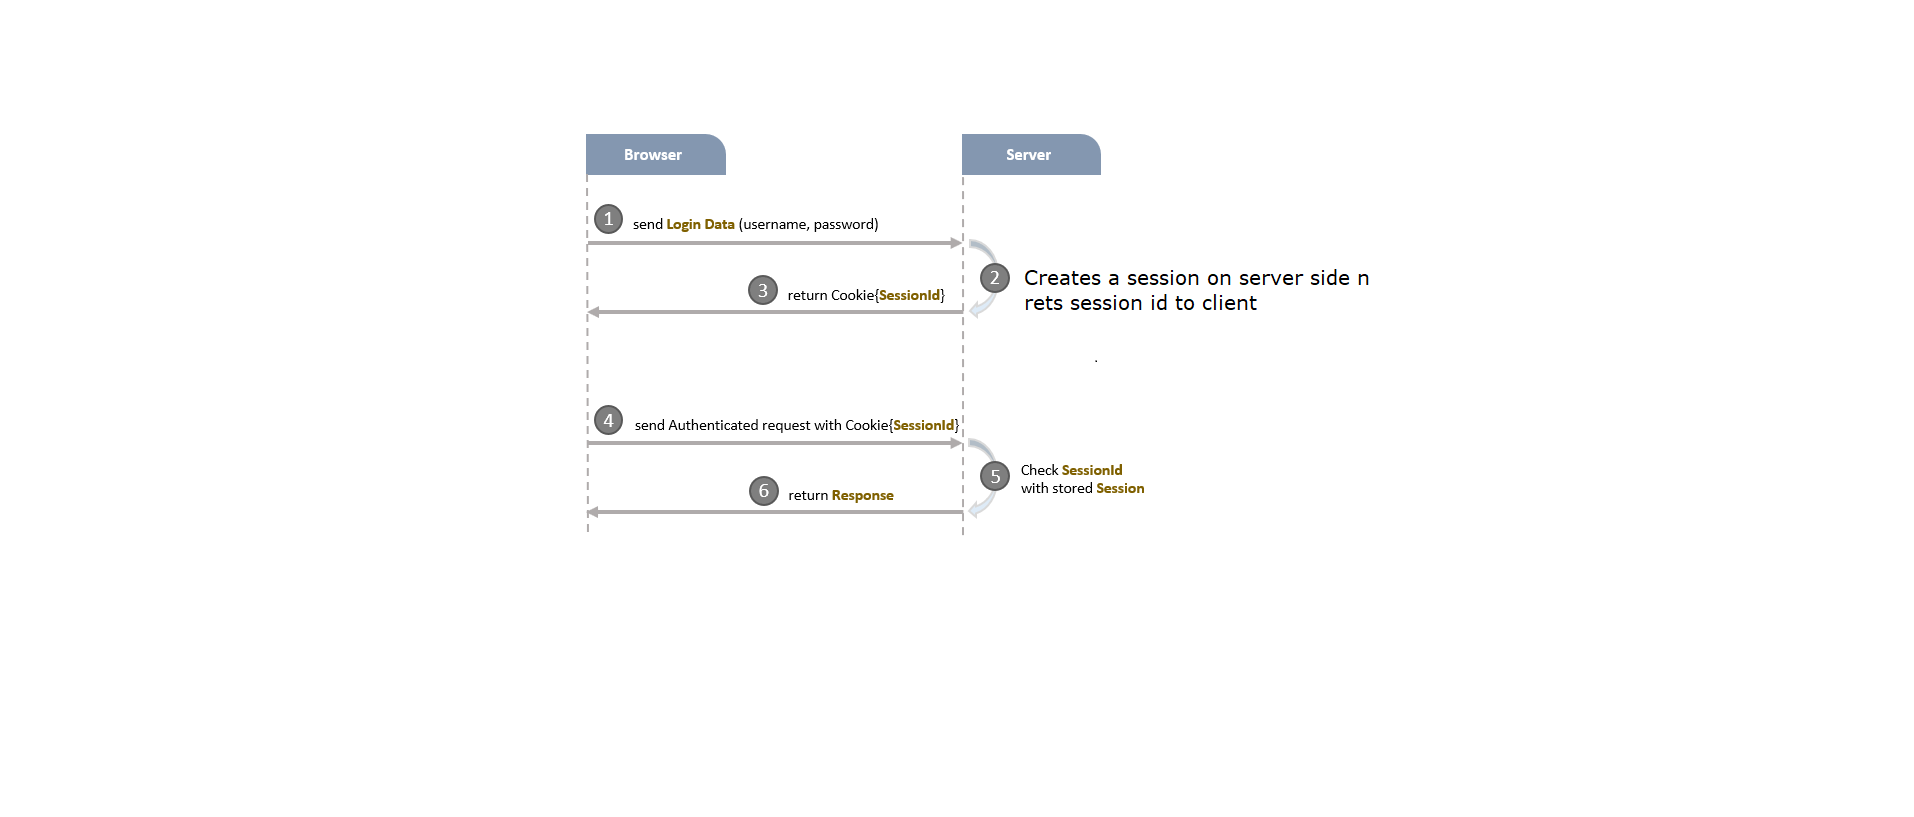 Browser
Server
1
send Login Data (username, password)
2
Creates a session on server side n
rets session id to client
3
return Cookie{SessionId}
.
4
send Authenticated request with Cookie{SessionId}
5
Check SessionId
with stored Session
6
return Response